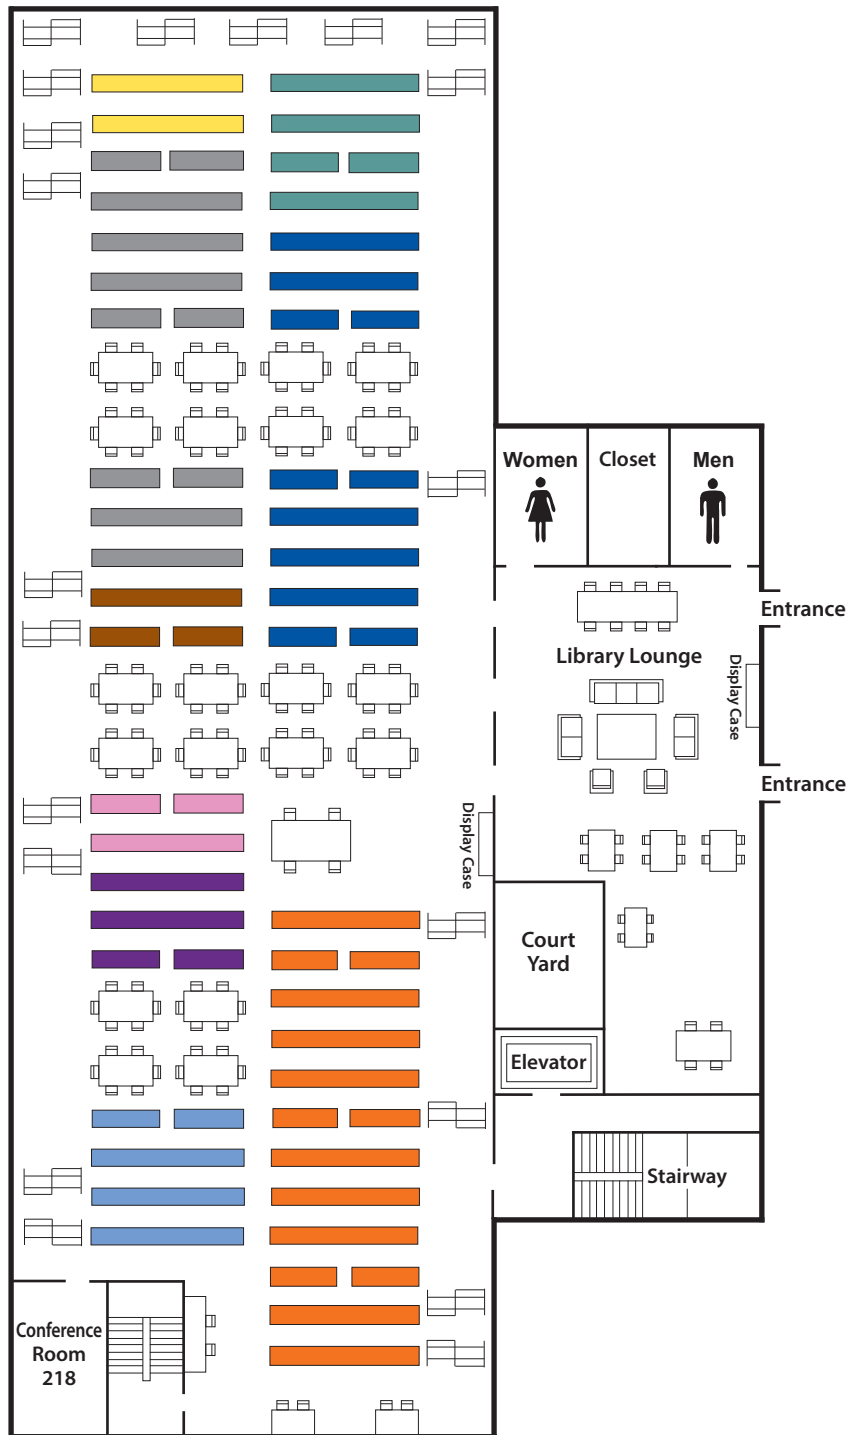 Women
Closet
Men
Entrance
Library Lounge
Display Case
Entrance
Display Case
Court
Yard
Elevator
Stairway
Conference
Room
218